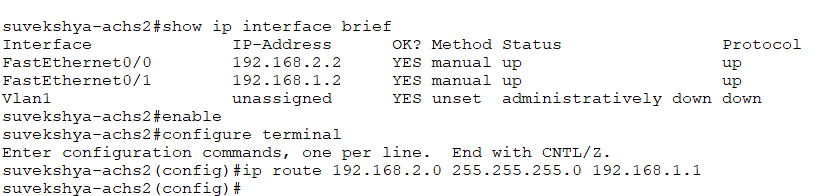 suvekshya-achs2#show ip interface brief
Interface IP-Address OK? Method Status Protocol
FastEthernet0/0 192.168.2.2 YES manual up up
FastEthernet0/1 192.168.1.2 YES manual up up
Vlan1 unassigned YES unset administratively down down
suvekshya-achs2#enable
suvekshya-achs2#configure terminal
Enter configuration commands, one per line. End with CNTL/Z.
suvekshya-achs2(config)#ip route 192.168.2.0 255.255.255.0 192.168.1.1
suvekshya-achs2(config)#